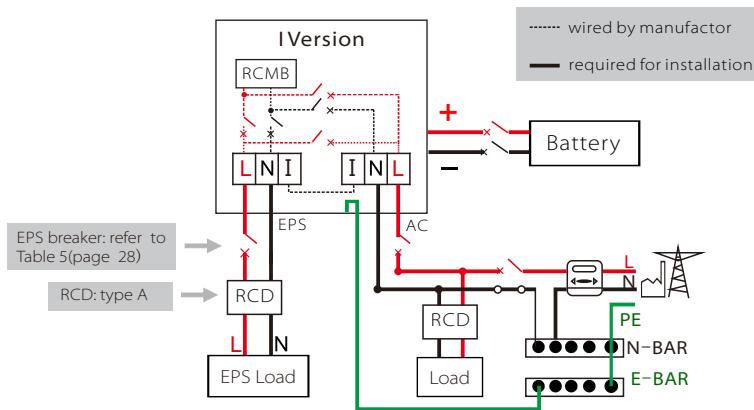 I Version
wired by manufactor
required for installation
RCMB
+
−
Battery
L N I
I N L
EPS
AC
EPS breaker: refer to
Table 5(page 28)
RCD: type A
RCD
L
N
EPS Load
RCD
Load
L
N
PE
N-BAR
E-BAR